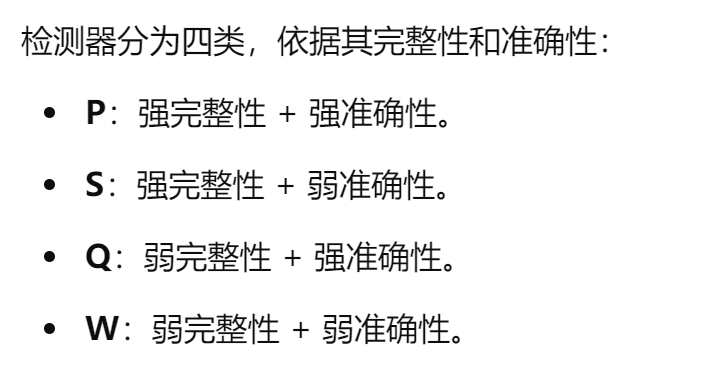 检测器分为四类，依据其完整性和准确性：
• P：强完整性 + 强准确性。
• S：强完整性 + 弱准确性。
• Q：弱完整性 + 强准确性。
• W：弱完整性 + 弱准确性。